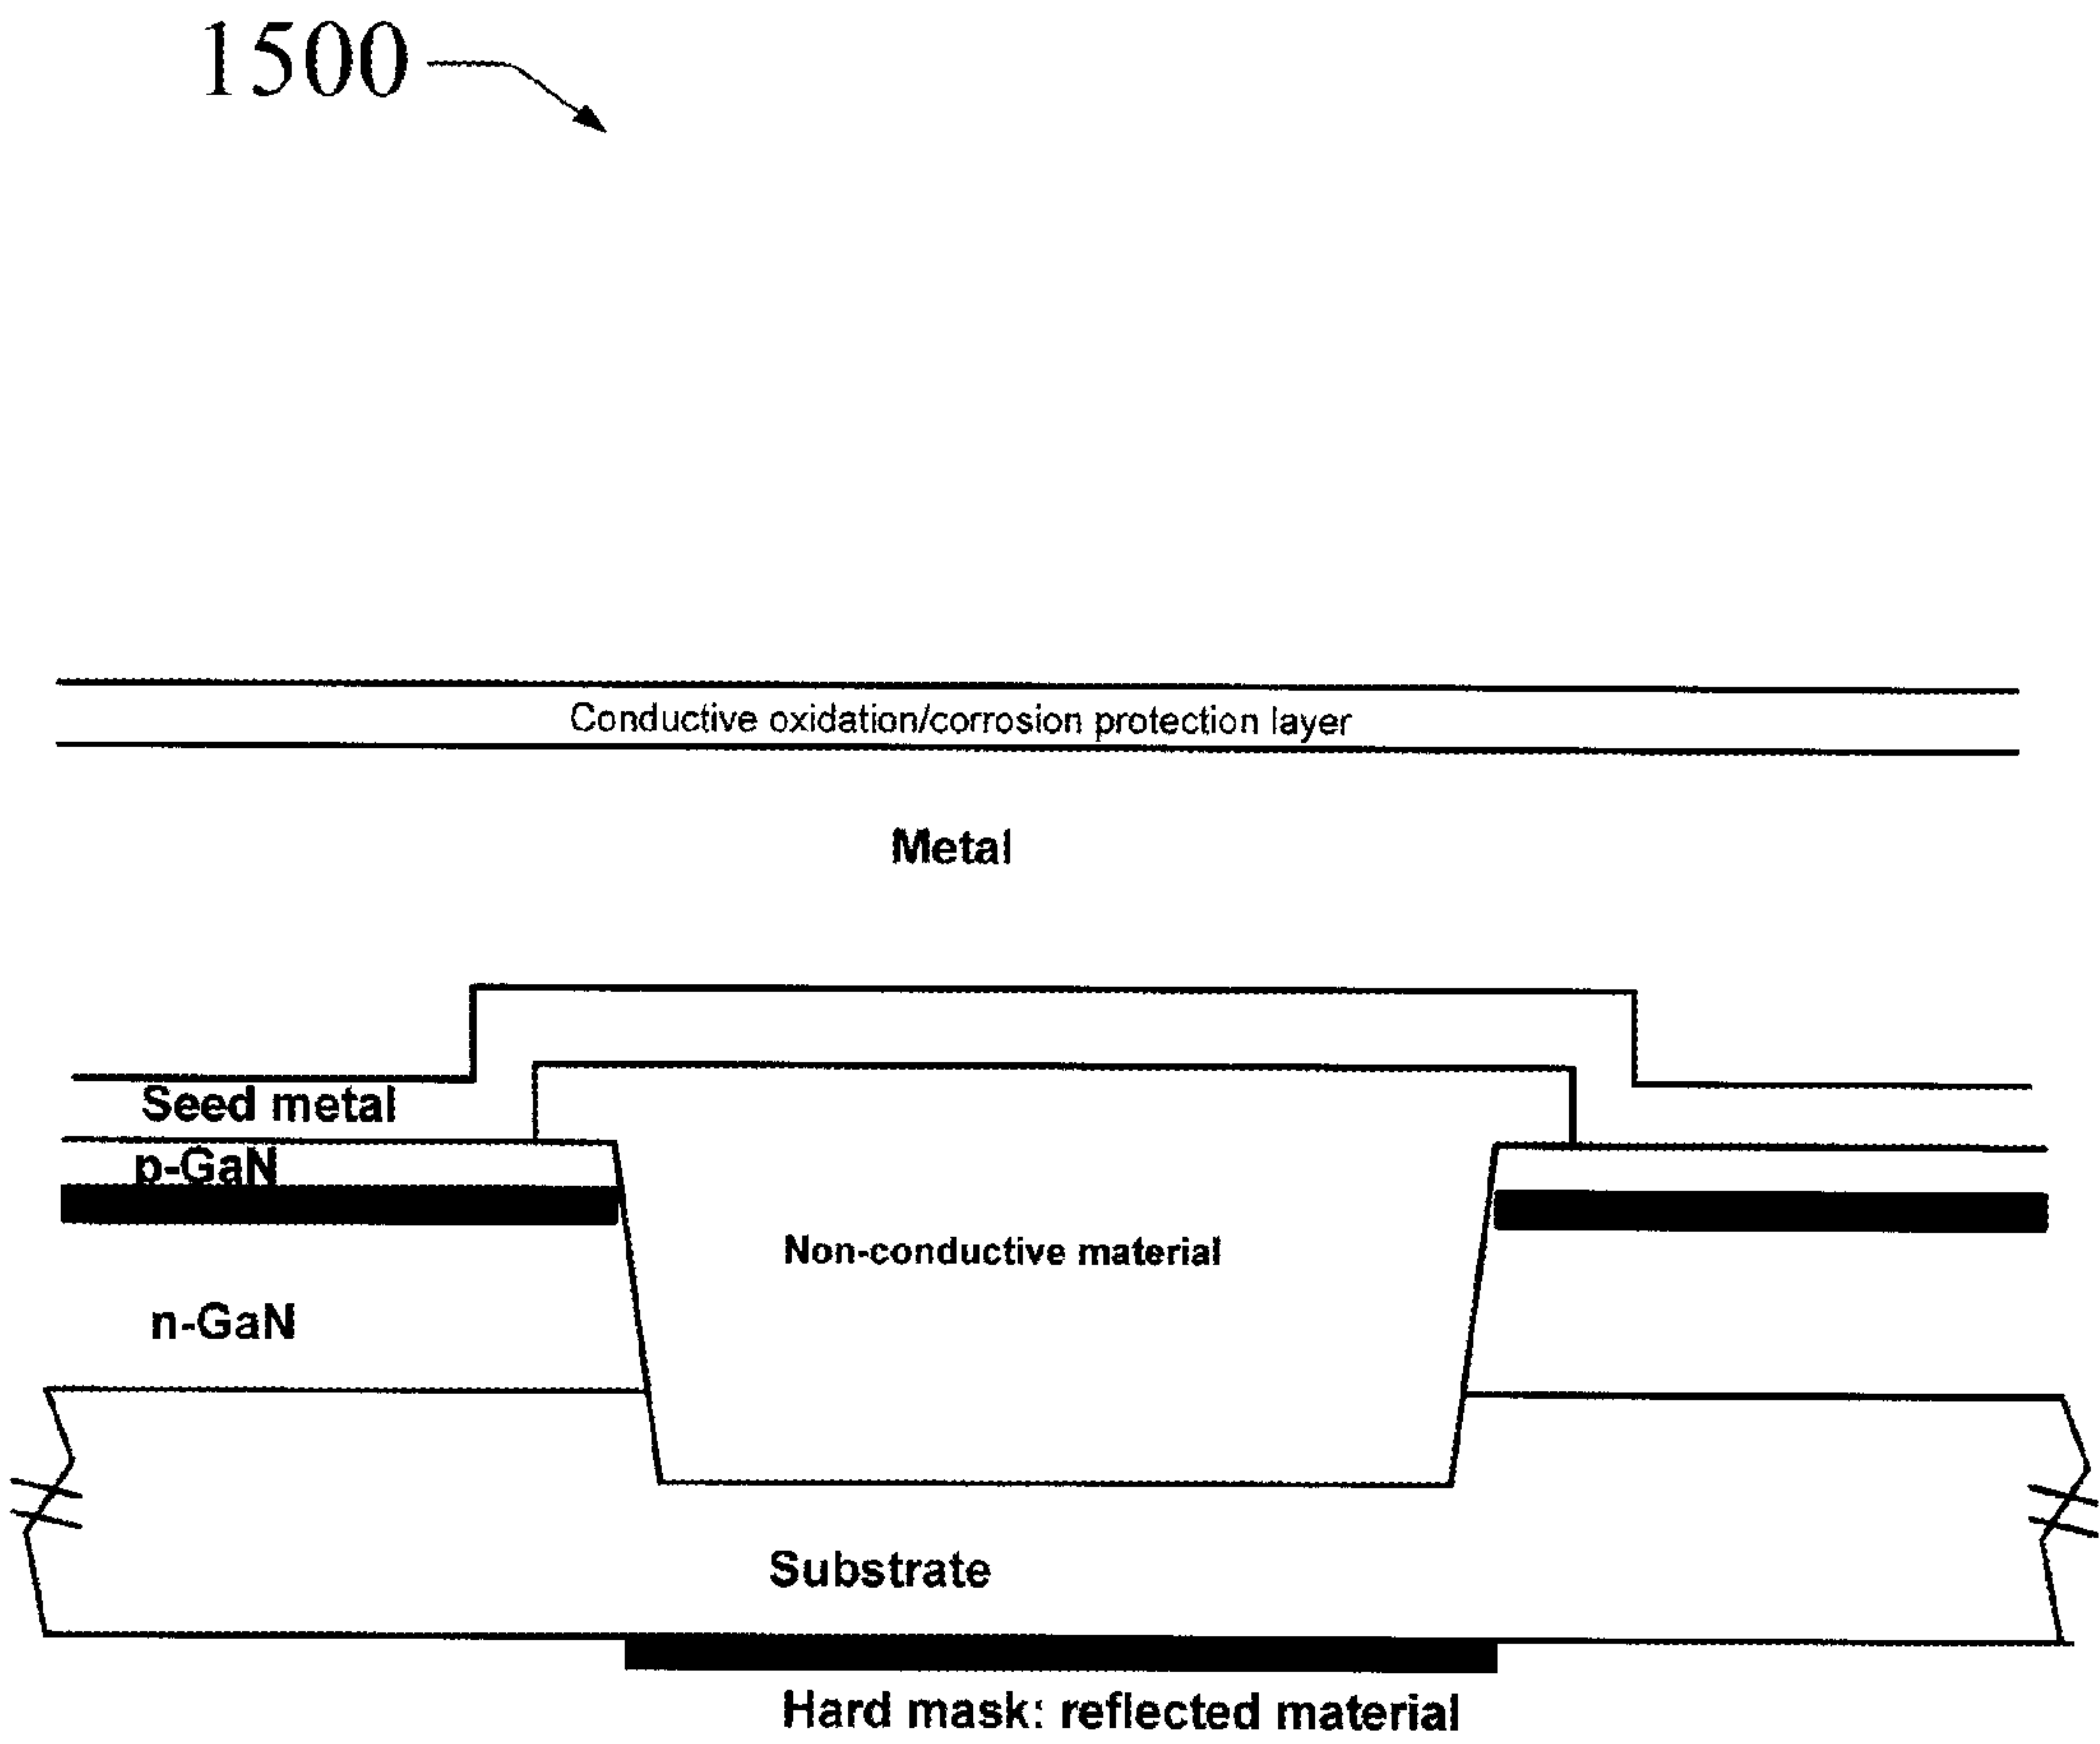 1500
Conductive oxidation/corrosion protection layer
Metal
Seed metal
p-GaN
Non-conductive material
n-GaN
Substrate
Hard mask: reflected material